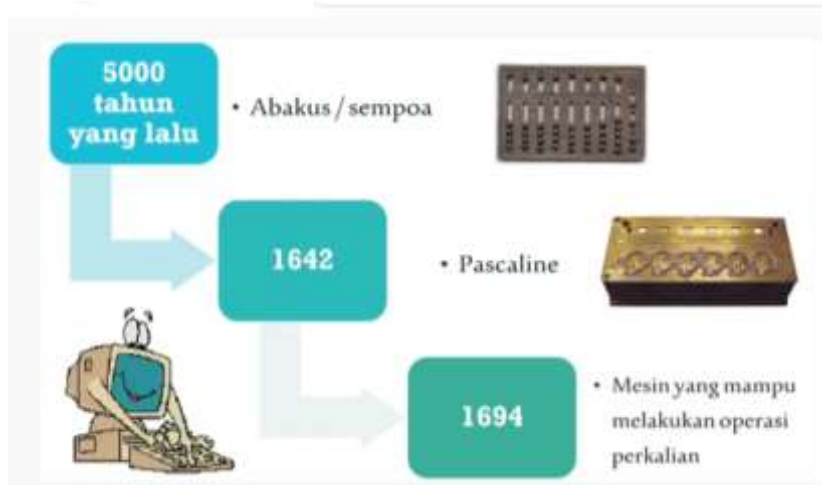 5000
tahun
yang lalu
• Abakus / sempoa
1642
• Pascaline
1694
• Mesin yang mampu
melakukan operasi
perkalian